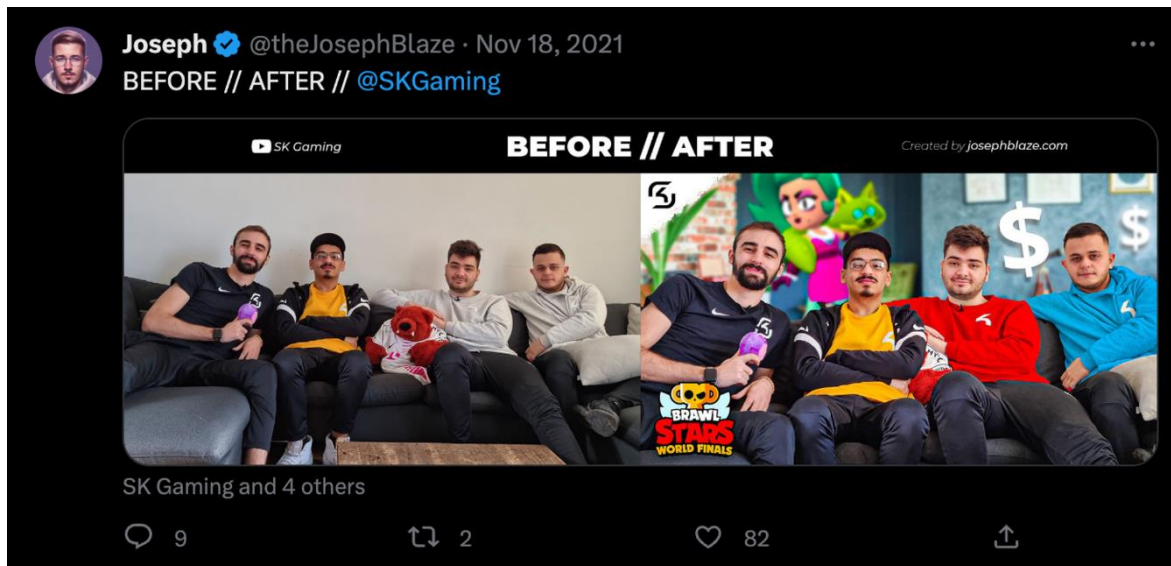 Joseph @theJosephBlaze · Nov 18, 2021
BEFORE // AFTER // @SKGaming
SK Gaming
BEFORE // AFTER
Created by josephblaze.com
$ $
BRAWL
STARS
WORLD FINALS
SK Gaming and 4 others
9 2 82